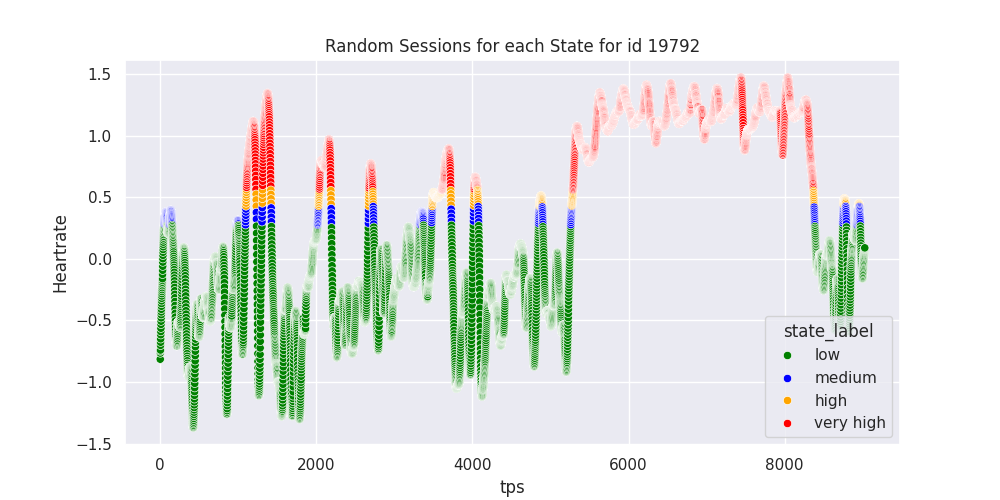 Random Sessions for each State for id 19792
Heartrate
1.5
1.0
0.5
0.0
−0.5
−1.0
−1.5
0
2000
4000
6000
8000
tps
state_label
low
medium
high
very high